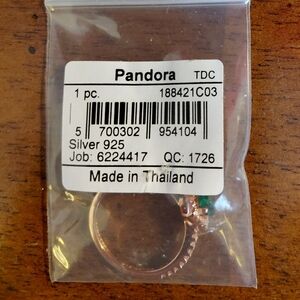 Pandora TDC
1 pc. 188421C03
5 700302 954104
Silver 925
Job: 6224417 QC: 1726
Made in Thailand